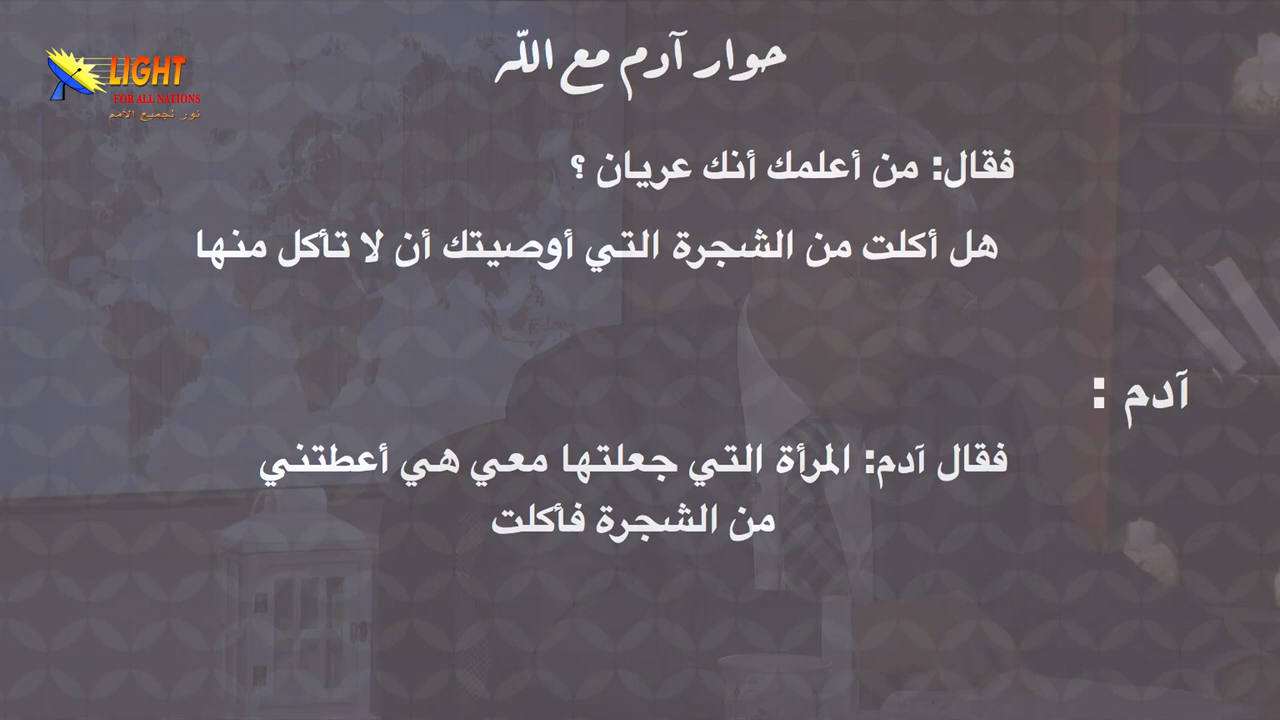 حوار آدم مع الله
LIGHT
FOR ALL NATIONS
نور لجميع الأمم
فقال: من أعلمك أنك عريان ؟
هل أكلت من الشجرة التي أوصيتك أن لا تأكل منها
آدم :
فقال آدم: المرأة التي جعلتها معي هي أعطتني
من الشجرة فأكلت